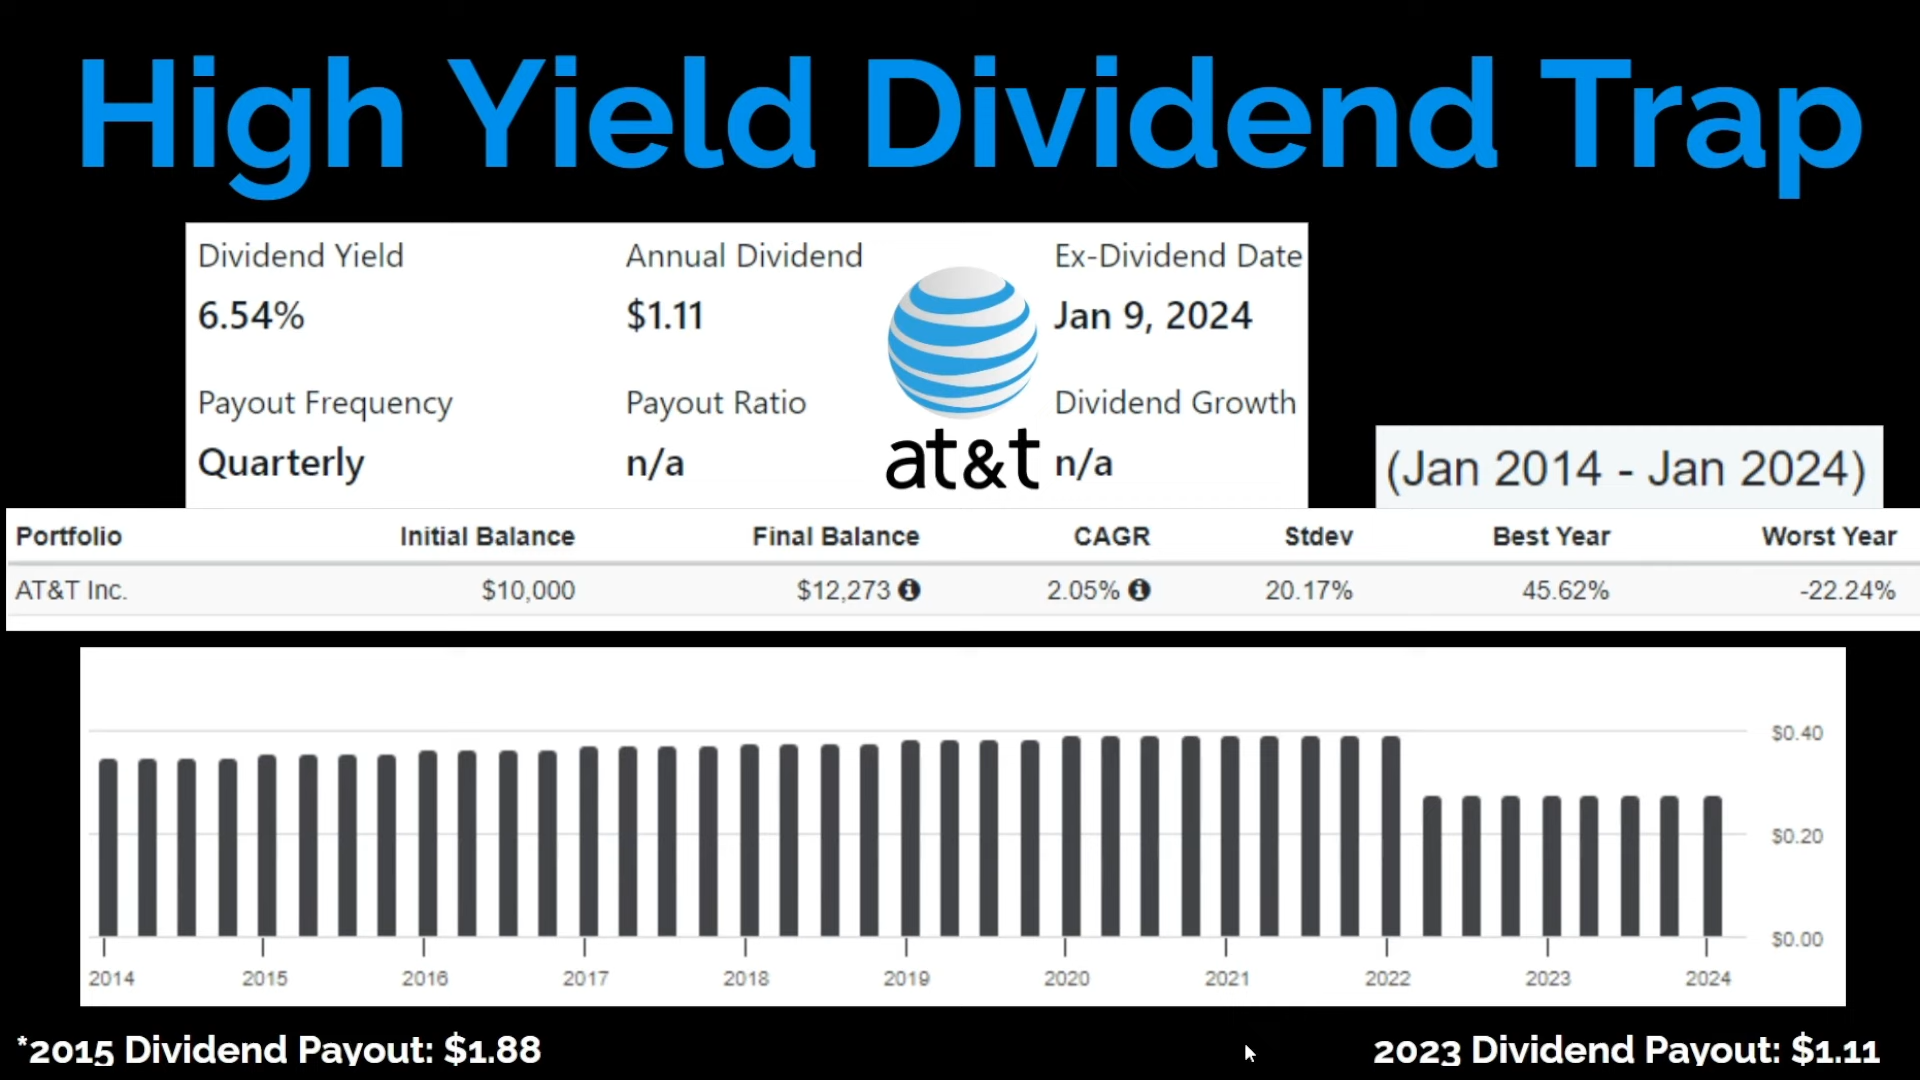 High Yield Dividend Trap
Dividend Yield Annual Dividend Ex-Dividend Date
6.54% $1.11 Jan 9, 2024
Payout Frequency Payout Ratio Dividend Growth
Quarterly n/a at&t n/a
(Jan 2014 - Jan 2024)
Portfolio Initial Balance Final Balance CAGR Stdev Best Year Worst Year
AT&T Inc. $10,000 $12,273 2.05% 20.17% 45.62% -22.24%
$0.40
$0.20
$0.00
2014 2015 2016 2017 2018 2019 2020 2021 2022 2023 2024
*2015 Dividend Payout: $1.88 2023 Dividend Payout: $1.11